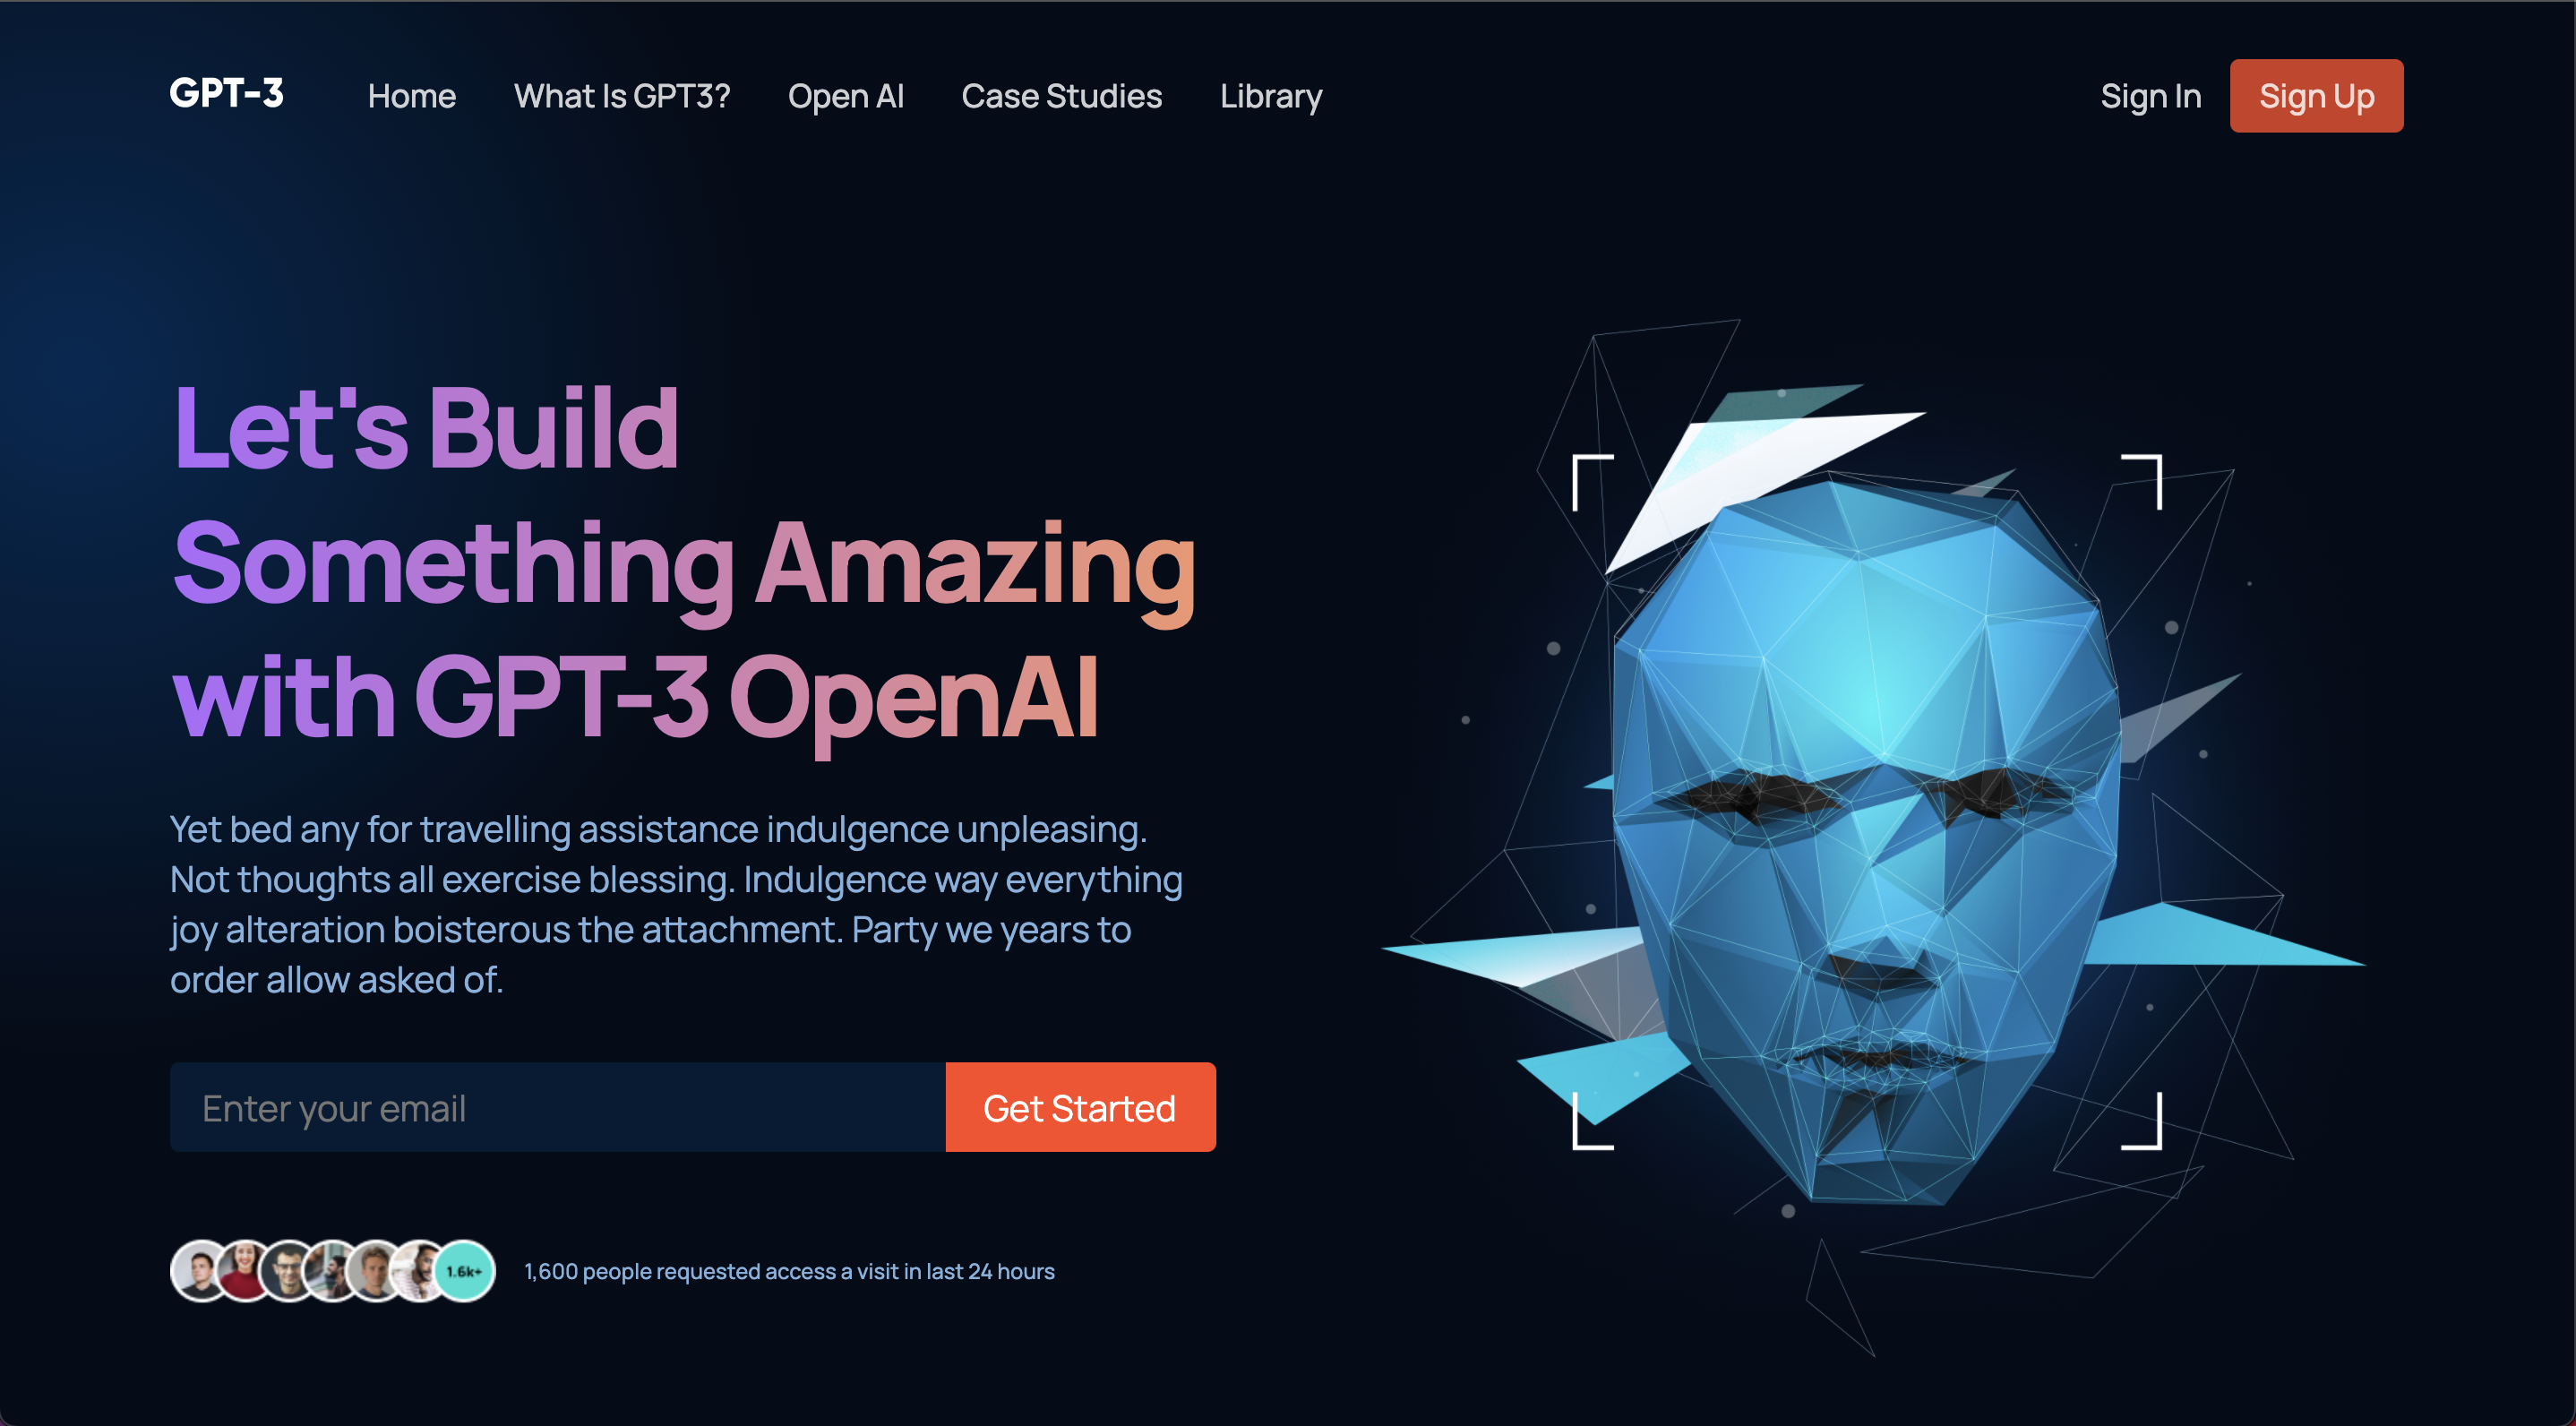 GPT-3 Home What Is GPT3? Open AI Case Studies Library Sign In Sign Up
Let's Build
Something Amazing
with GPT-3 OpenAI
Yet bed any for travelling assistance indulgence unpleasing.
Not thoughts all exercise blessing. Indulgence way everything
joy alteration boisterous the attachment. Party we years to
order allow asked of.
Enter your email Get Started
1.6k+ 1,600 people requested access a visit in last 24 hours